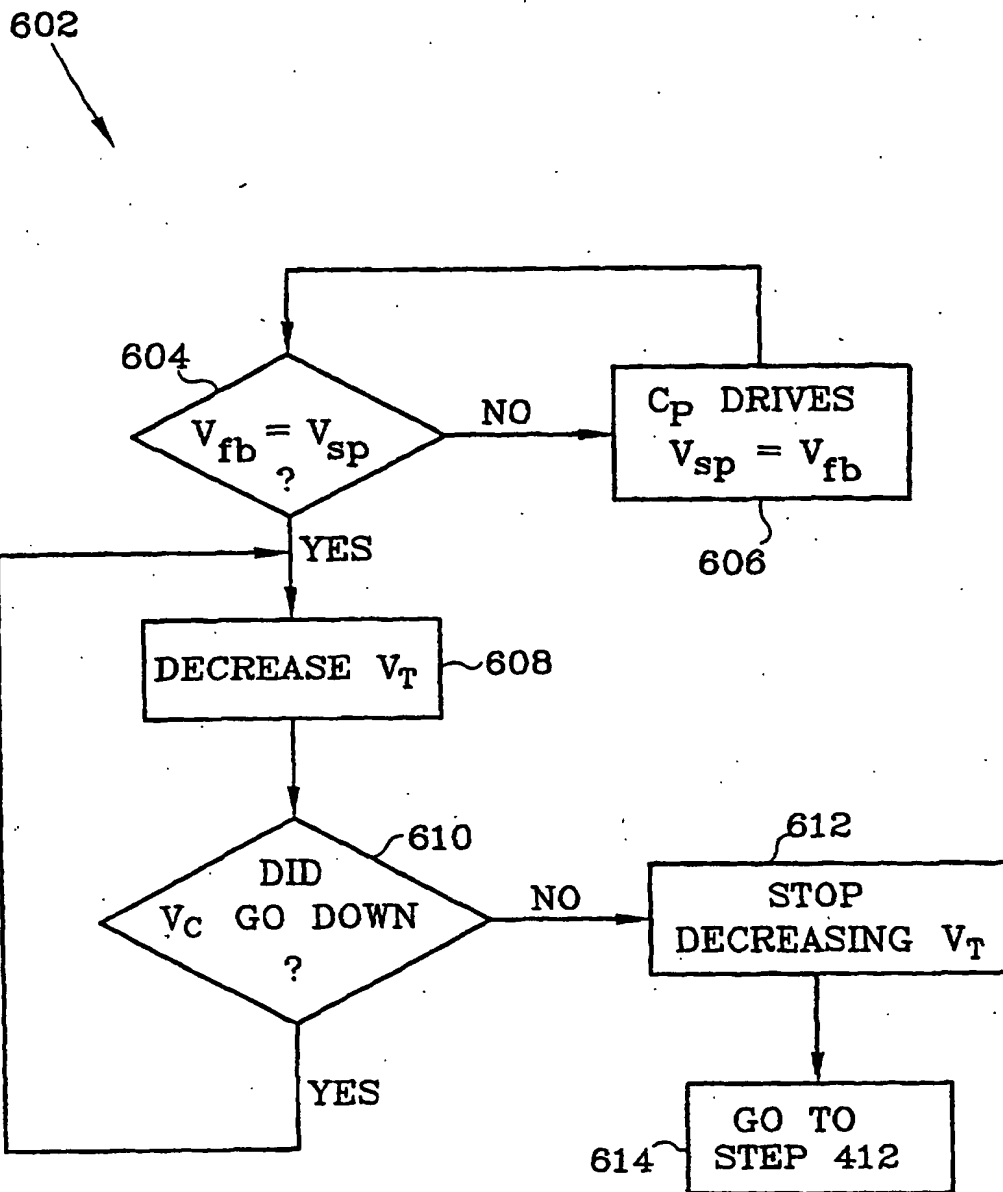 602
604
V_fb = V_sp
?
NO
C_P DRIVES
V_sp = V_fb
606
YES
DECREASE V_T
608
610
DID
V_C GO DOWN
?
NO
612
STOP
DECREASING V_T
YES
614
GO TO
STEP 412